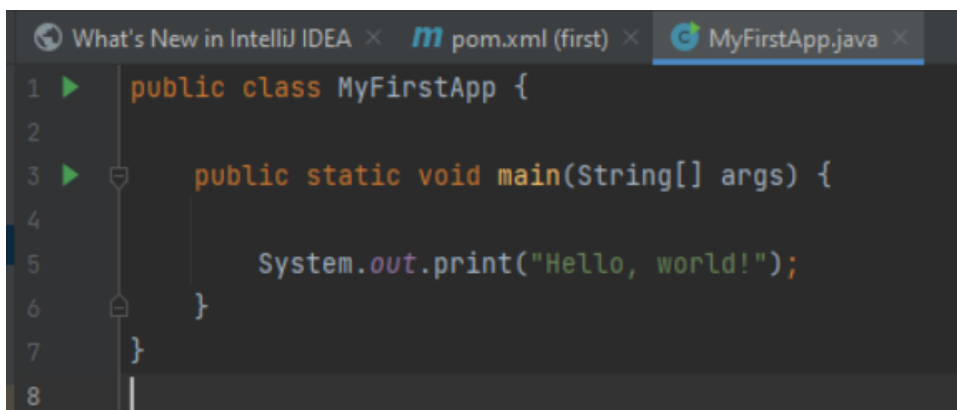 What's New in IntelliJ IDEA × m pom.xml (first) × C MyFirstApp.java ×
1 public class MyFirstApp {
2
3 public static void main(String[] args) {
4
5 System.out.print("Hello, world!");
6 }
7 }
8